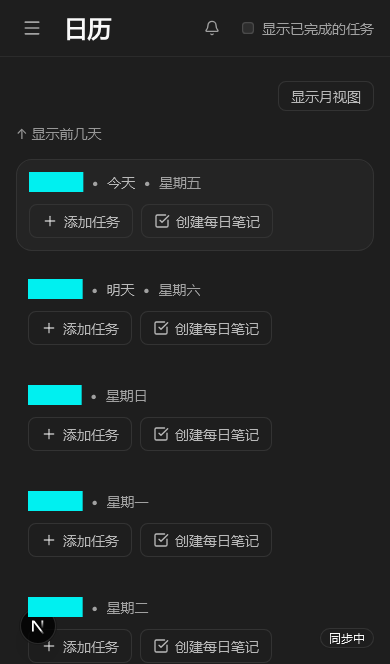 日历
显示已完成的任务
显示月视图
↑ 显示前几天
• 今天 • 星期五
+ 添加任务
创建每日笔记
• 明天 • 星期六
+ 添加任务
创建每日笔记
• 星期日
+ 添加任务
创建每日笔记
• 星期一
+ 添加任务
创建每日笔记
• 星期二
N
+ 添加任务
创建每日笔记
同步中